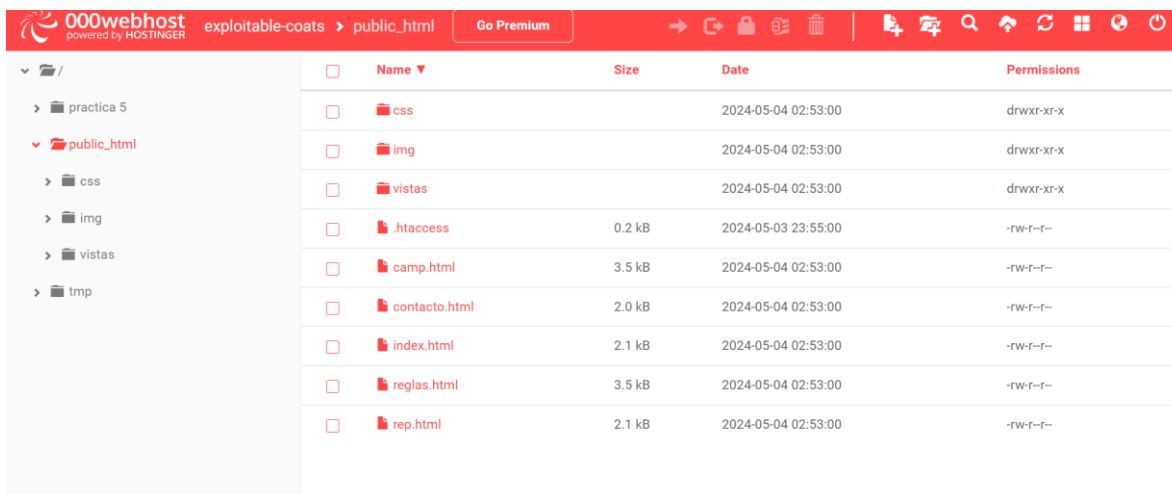 000webhost
powered by HOSTINGER
exploitable-coats > public_html
Go Premium
/
practica 5
public_html
css
img
vistas
tmp
Name ▼ Size Date Permissions
css 2024-05-04 02:53:00 drwxr-xr-x
img 2024-05-04 02:53:00 drwxr-xr-x
vistas 2024-05-04 02:53:00 drwxr-xr-x
.htaccess 0.2 kB 2024-05-03 23:55:00 -rw-r--r--
camp.html 3.5 kB 2024-05-04 02:53:00 -rw-r--r--
contacto.html 2.0 kB 2024-05-04 02:53:00 -rw-r--r--
index.html 2.1 kB 2024-05-04 02:53:00 -rw-r--r--
reglas.html 3.5 kB 2024-05-04 02:53:00 -rw-r--r--
rep.html 2.1 kB 2024-05-04 02:53:00 -rw-r--r--